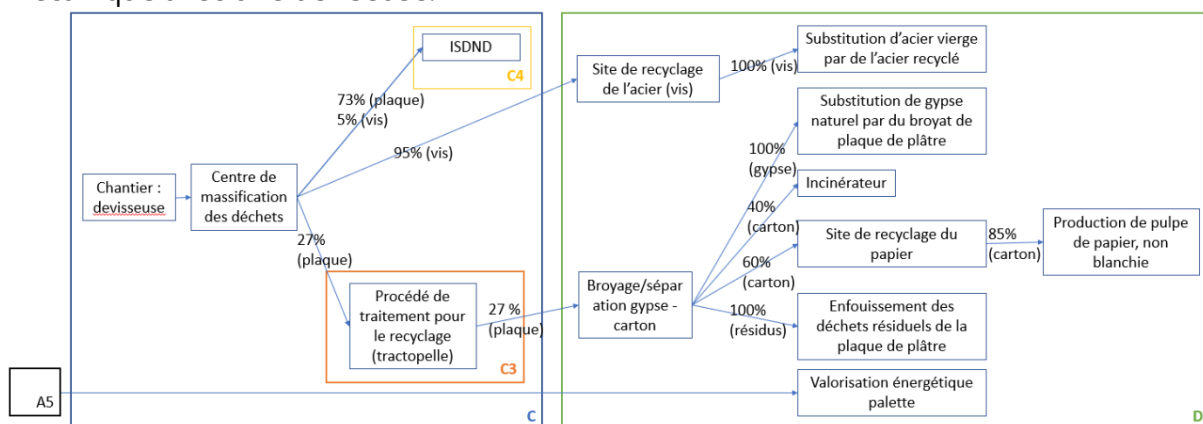 ISDND
C4
73% (plaque)
5% (vis)
95% (vis)
Chantier :
devisseuse
Centre de
massification
des déchets
27%
(plaque)
Procédé de
traitement pour
le recyclage
(tractopelle)
C3
27 %
(plaque)
A5
C
Site de recyclage
de l'acier (vis)
100% (vis)
Substitution d'acier vierge
par de l'acier recyclé
Substitution de gypse
naturel par du broyat de
plaque de plâtre
100%
(gypse)
Incinérateur
40%
(carton)
Site de recyclage du
papier
85%
(carton)
Production de pulpe
de papier, non
blanchie
60%
(carton)
Broyage/sépar
ation gypse -
carton
100%
(résidus)
Enfouissement des
déchets résiduels de la
plaque de plâtre
Valorisation énergétique
palette
D